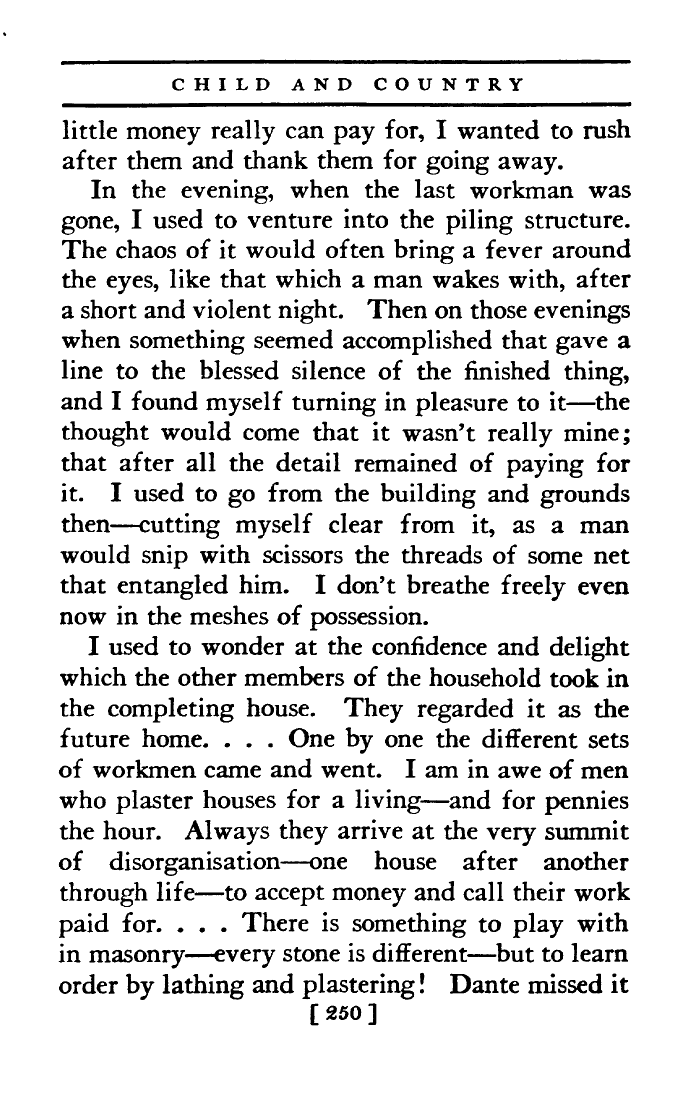 CHILD AND COUNTRY
little money really can pay for, I wanted to rush
after them and thank them for going away.
In the evening, when the last workman was
gone, I used to venture into the piling structure.
The chaos of it would often bring a fever around
the eyes, like that which a man wakes with, after
a short and violent night. Then on those evenings
when something seemed accomplished that gave a
line to the blessed silence of the finished thing,
and I found myself turning in pleasure to it—the
thought would come that it wasn't really mine;
that after all the detail remained of paying for
it. I used to go from the building and grounds
then—cutting myself clear from it, as a man
would snip with scissors the threads of some net
that entangled him. I don't breathe freely even
now in the meshes of possession.
I used to wonder at the confidence and delight
which the other members of the household took in
the completing house. They regarded it as the
future home. . . . One by one the different sets
of workmen came and went. I am in awe of men
who plaster houses for a living—and for pennies
the hour. Always they arrive at the very summit
of disorganisation—one house after another
through life—to accept money and call their work
paid for. . . . There is something to play with
in masonry—every stone is different—but to learn
order by lathing and plastering! Dante missed it
[ 250 ]